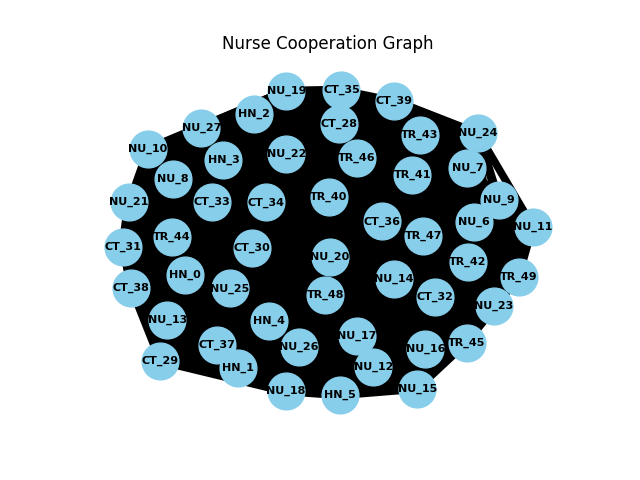 Nurse Cooperation Graph
NU_19
CT_35
CT_39
HN_2
CT_28
NU_27
TR_43
NU_24
NU_10
HN_3
NU_22
TR_46
NU_7
TR_41
NU_8
NU_21
CT_33
CT_34
TR_40
NU_9
CT_36
NU_6
NU_11
CT_31
TR_44
CT_30
TR_47
NU_20
TR_42
HN_0
NU_14
TR_49
CT_38
NU_25
TR_48
CT_32
NU_23
NU_13
HN_4
NU_17
CT_37
NU_26
NU_16
TR_45
CT_29
HN_1
NU_12
NU_18
HN_5
NU_15